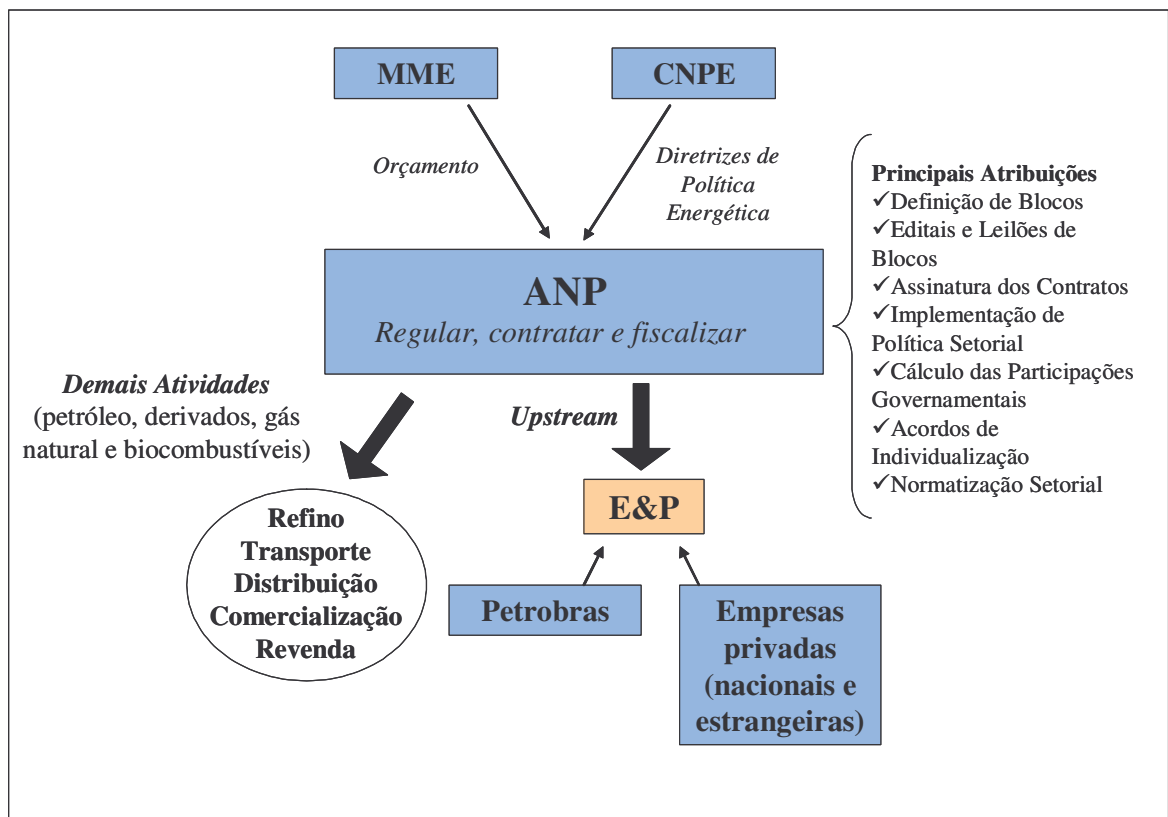 MME
CNPE
Orçamento
Diretrizes de
Política
Energética
ANP
Regular, contratar e fiscalizar
Principais Atribuições
✓Definição de Blocos
✓Editais e Leilões de
Blocos
✓Assinatura dos Contratos
✓Implementação de
Política Setorial
✓Cálculo das Participações
Governamentais
✓Acordos de
Individualização
✓Normatização Setorial
Demais Atividades
(petróleo, derivados, gás
natural e biocombustíveis)
Upstream
Refino
Transporte
Distribuição
Comercialização
Revenda
E&P
Petrobras
Empresas
privadas
(nacionais e
estrangeiras)